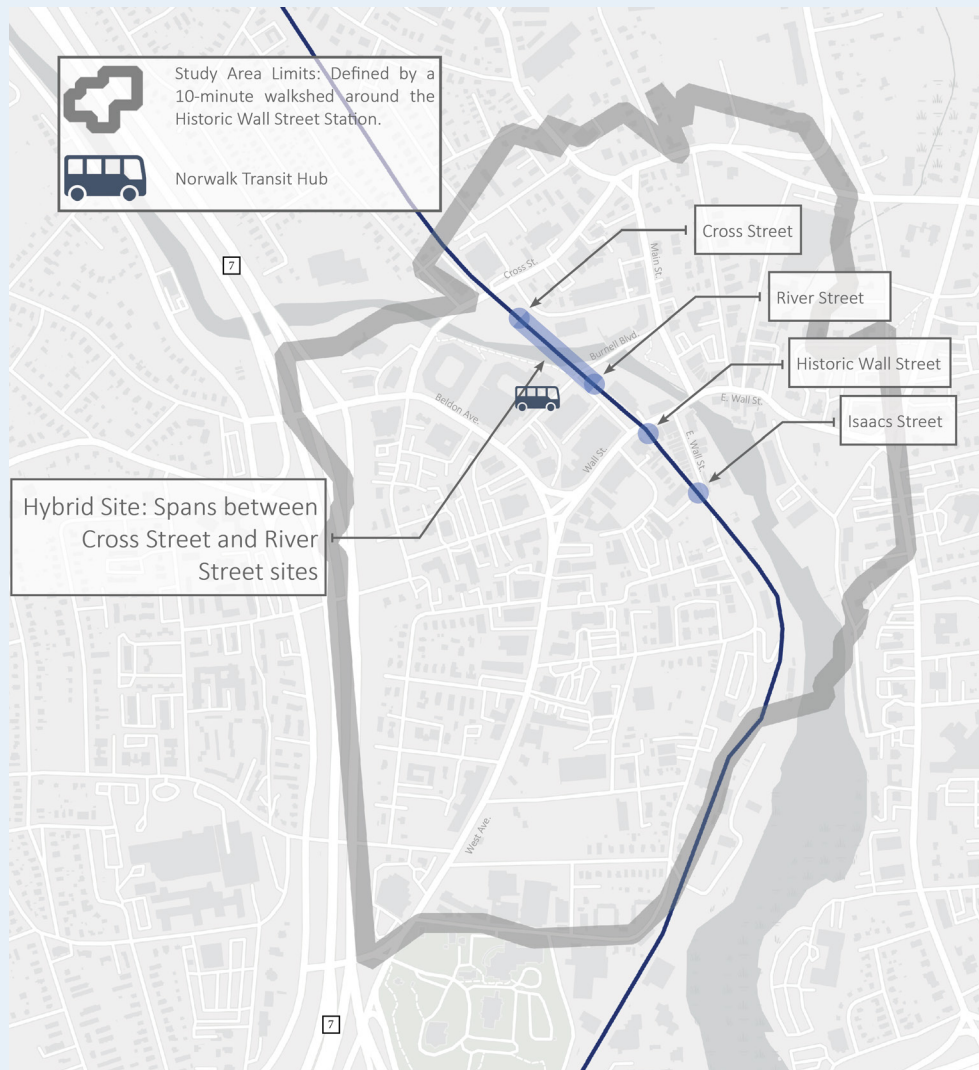 Study Area Limits: Defined by a
10-minute walkshed around the
Historic Wall Street Station.
Norwalk Transit Hub
7
Cross Street
Cross St.
Main St.
River Street
Burnell Blvd.
Historic Wall Street
E. Wall St.
Beldon Ave.
Isaacs Street
Wall St.
E. Wall St.
Hybrid Site: Spans between
Cross Street and River
Street sites
West Ave.
7